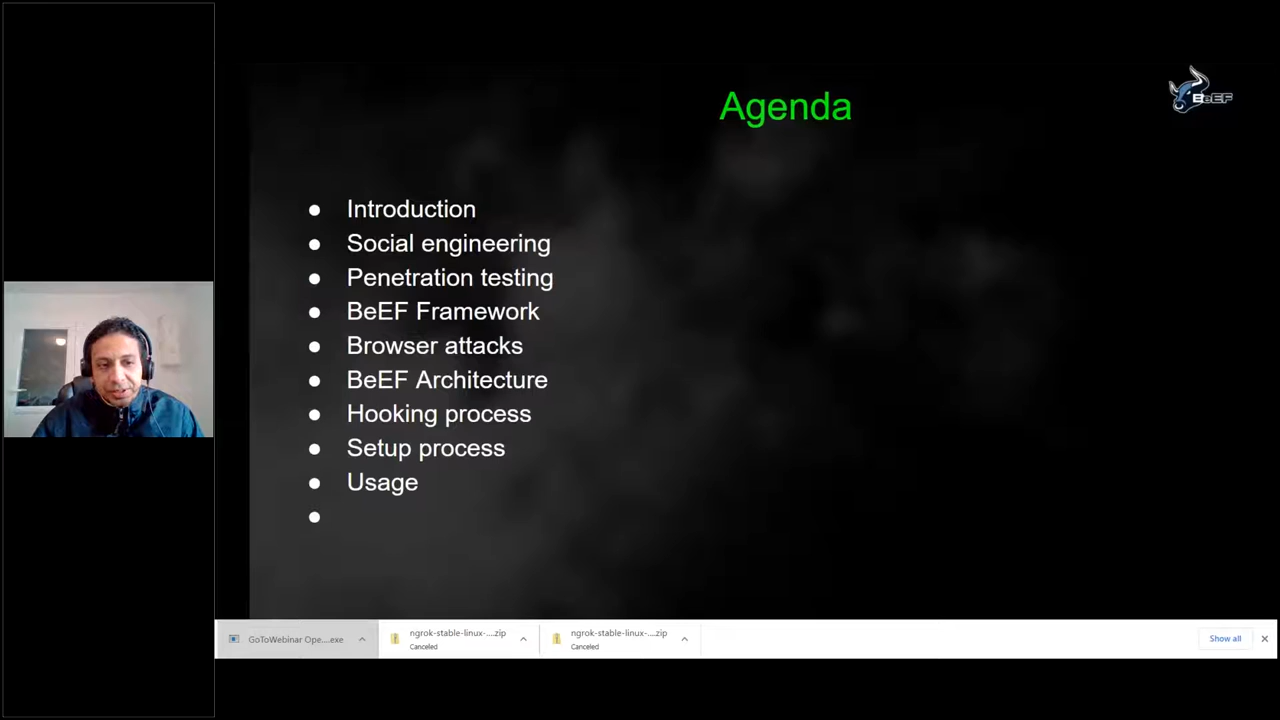 Agenda
BeEF
● Introduction
● Social engineering
● Penetration testing
● BeEF Framework
● Browser attacks
● BeEF Architecture
● Hooking process
● Setup process
● Usage
●
GoToWebinar Ope....exe
ngrok-stable-linux-....zip
Canceled
ngrok-stable-linux-....zip
Canceled
Show all